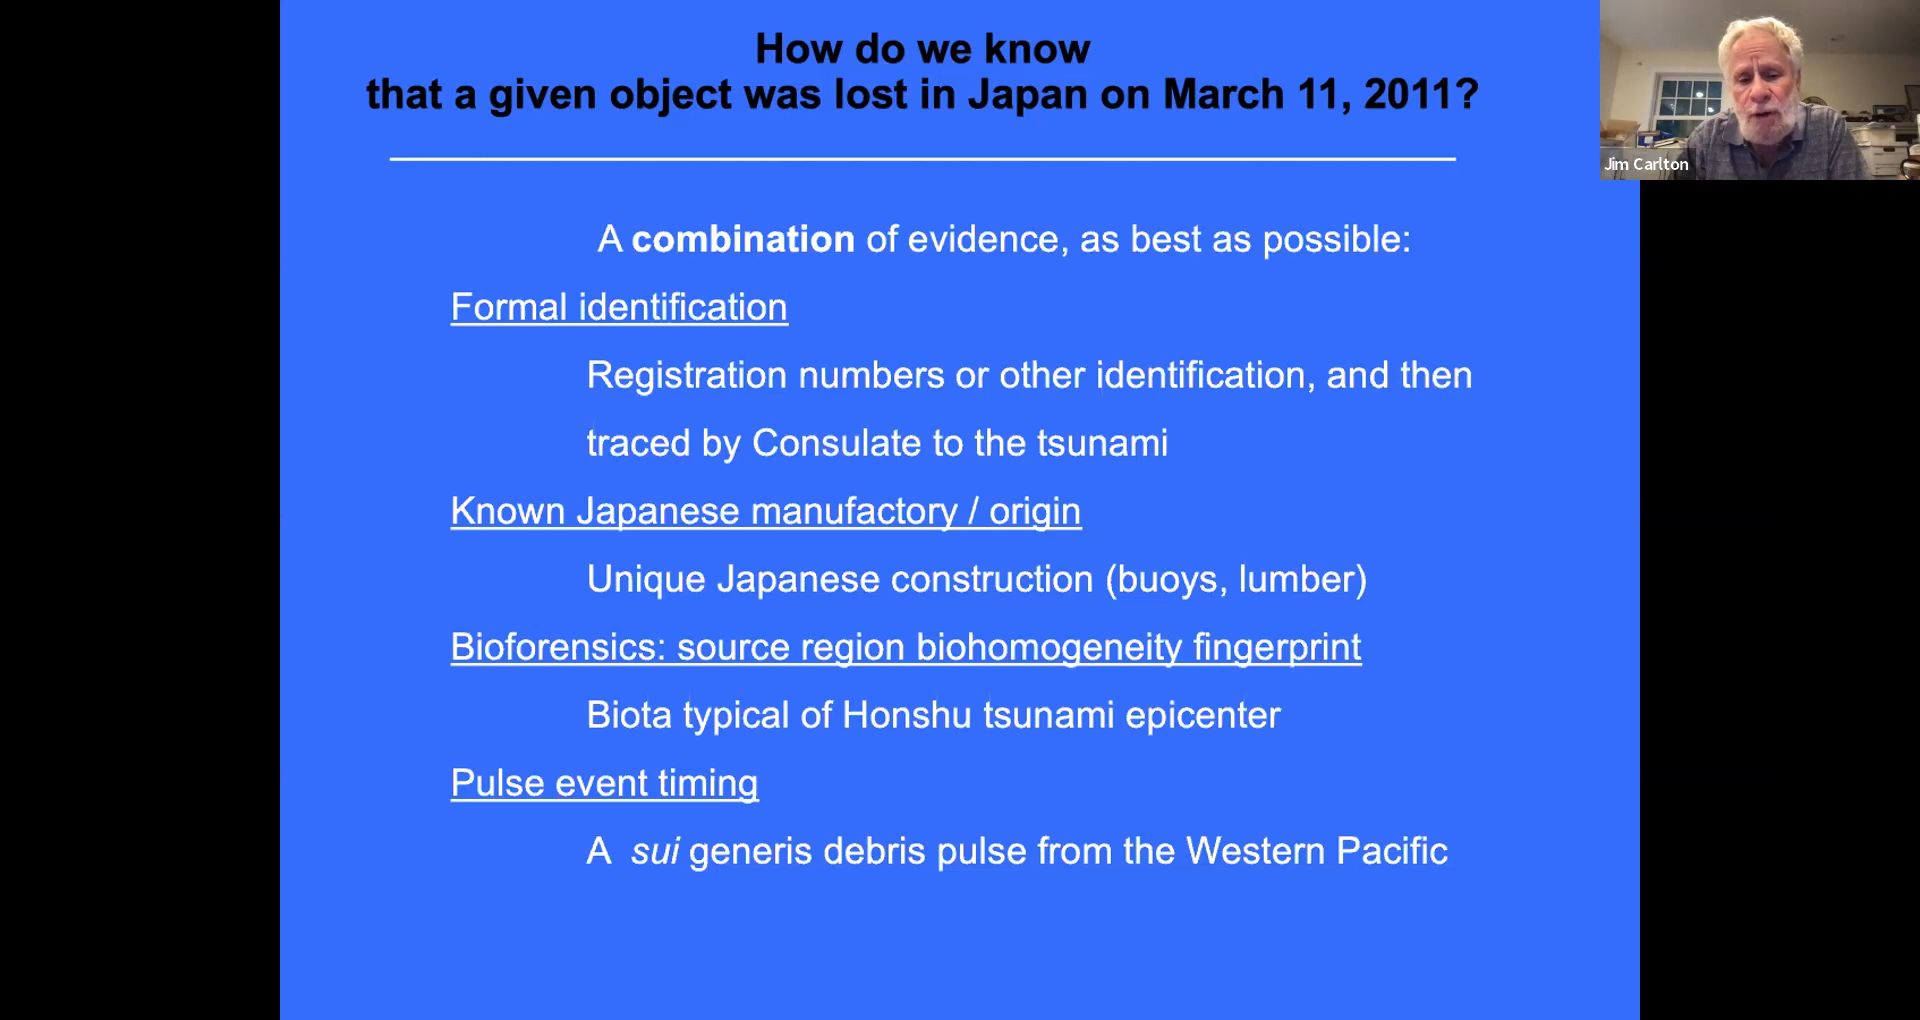 How do we know
that a given object was lost in Japan on March 11, 2011?
Jim Carlton
A combination of evidence, as best as possible:
Formal identification
Registration numbers or other identification, and then
traced by Consulate to the tsunami
Known Japanese manufactory / origin
Unique Japanese construction (buoys, lumber)
Bioforensics: source region biohomogeneity fingerprint
Biota typical of Honshu tsunami epicenter
Pulse event timing
A sui generis debris pulse from the Western Pacific